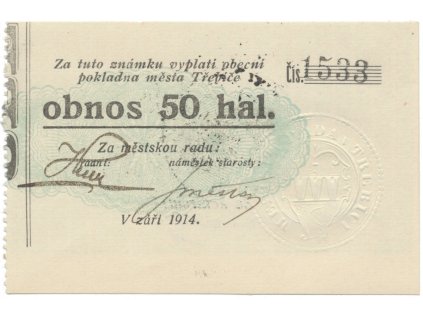 Za tuto známku vyplatí obecní
pokladna města Třebíče
čís. 1533
obnos 50 hal.
Za městskou radu:
náměstek starosty:
V září 1914.